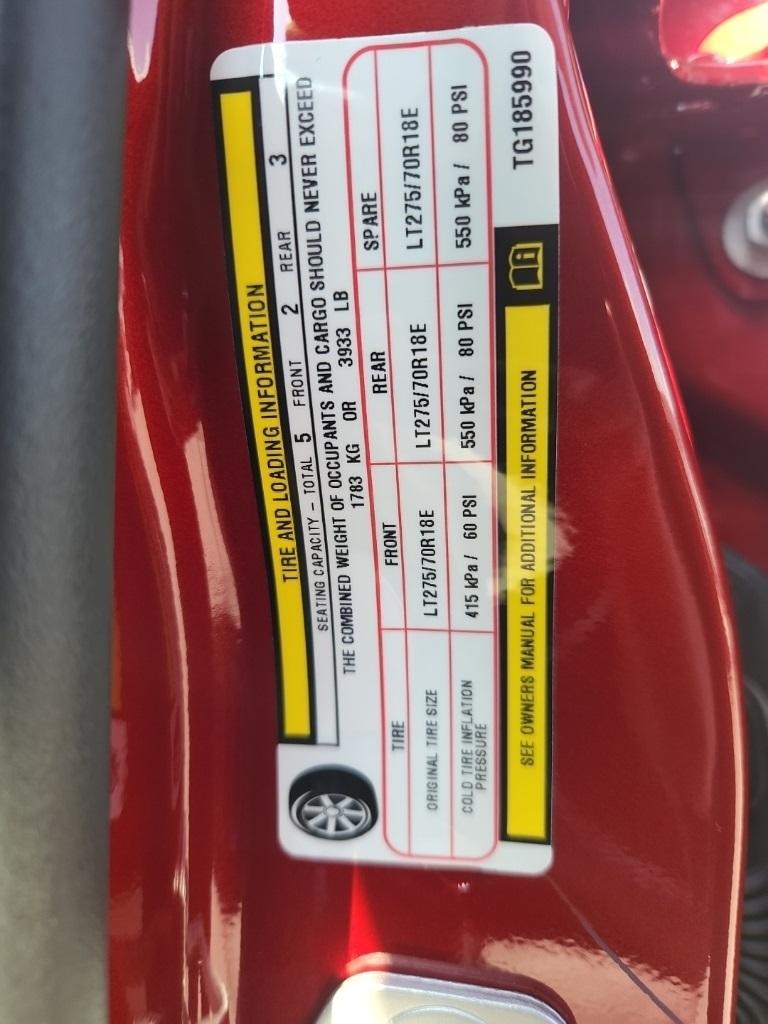 TIRE AND LOADING INFORMATION
SEATING CAPACITY - TOTAL 5 FRONT 2 REAR 3
THE COMBINED WEIGHT OF OCCUPANTS AND CARGO SHOULD NEVER EXCEED
1783 KG OR 3933 LB
TIRE FRONT REAR SPARE
ORIGINAL TIRE SIZE LT275/70R18E LT275/70R18E LT275/70R18E
COLD TIRE INFLATION PRESSURE 415 kPa / 60 PSI 550 kPa / 80 PSI 550 kPa / 80 PSI
SEE OWNERS MANUAL FOR ADDITIONAL INFORMATION
TG185990